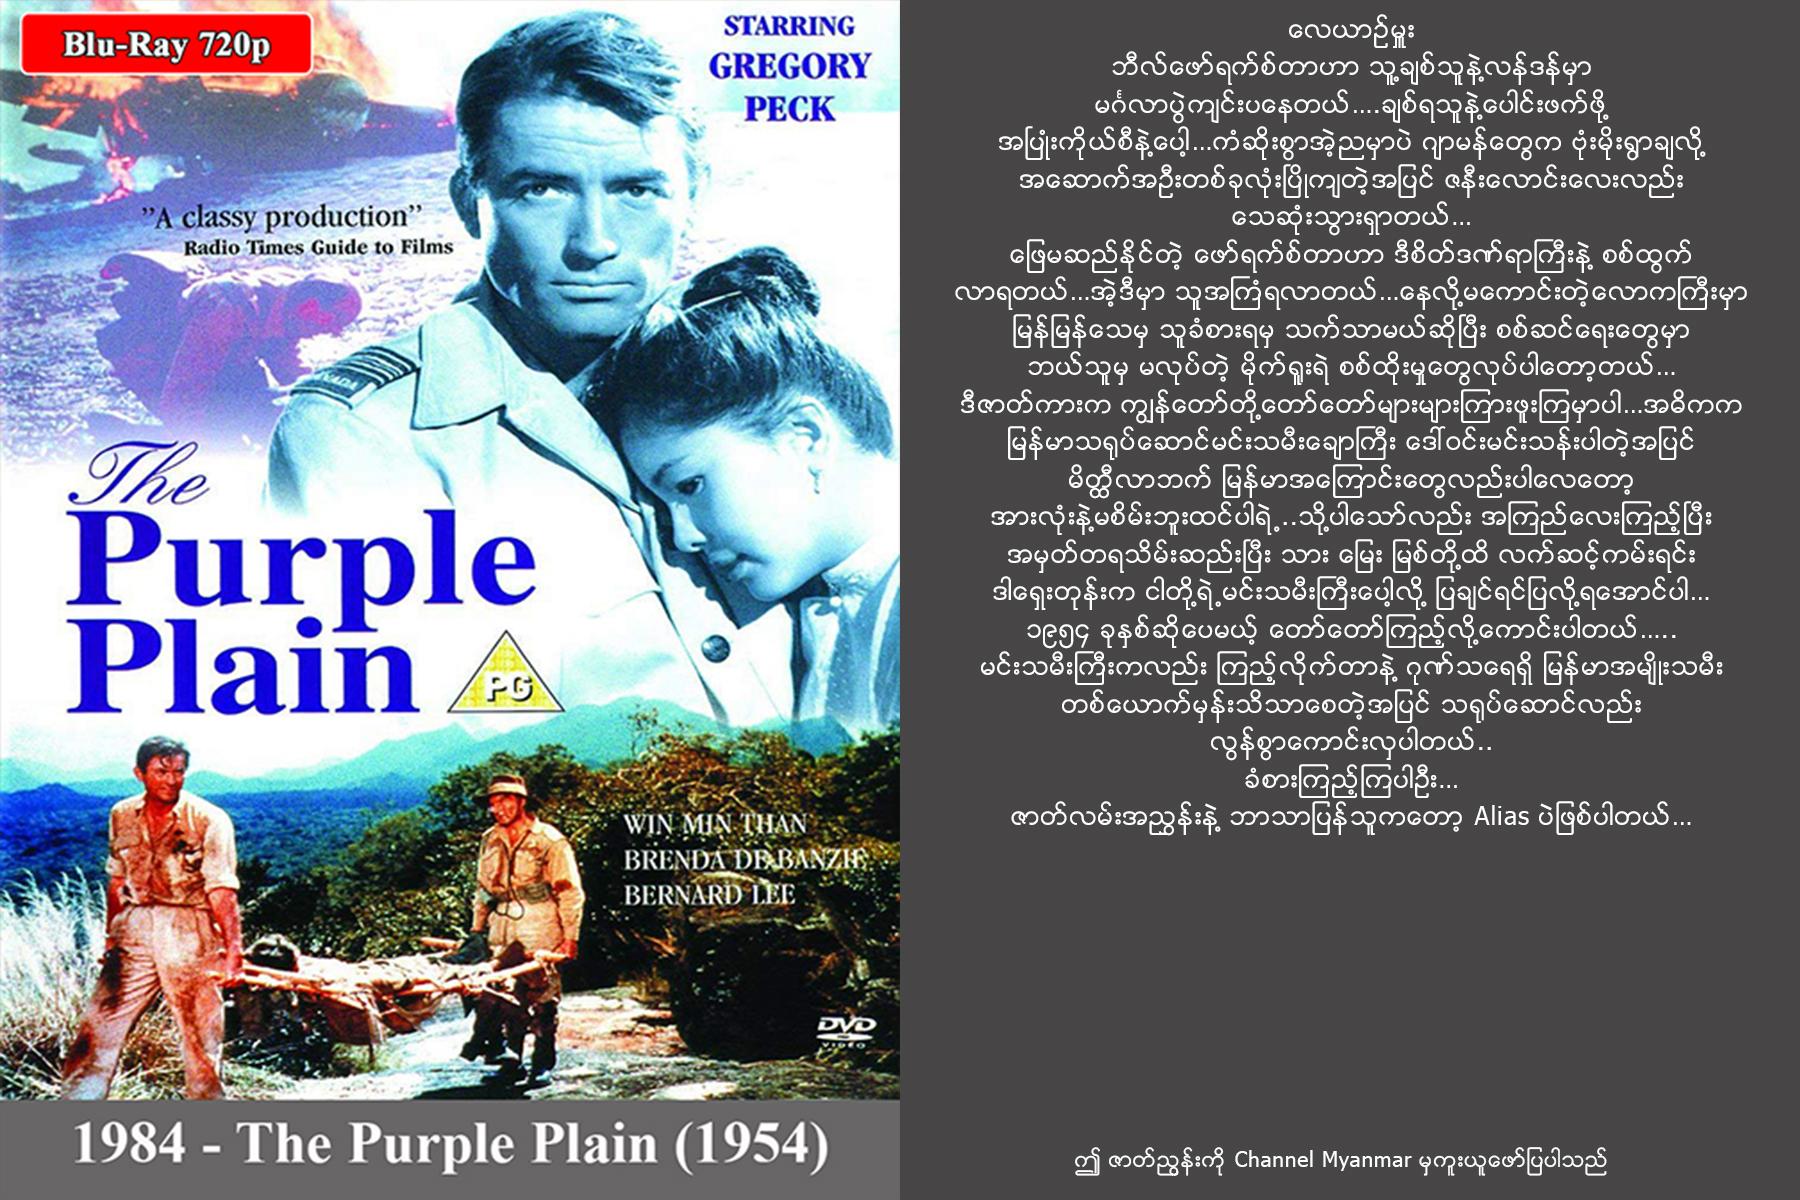 Blu-Ray 720p
STARRING
GREGORY
PECK
"A classy production"
Radio Times Guide to Films
CANADA
The
Purple
Plain
PG
WIN MIN THAN
BRENDA DE BANZIE
BERNARD LEE
DVD
VIDEO
1984 - The Purple Plain (1954)
လေယာဉ်မှူး
ဘီလ်ဖော်ရက်စ်တာဟာ သူ့ချစ်သူနဲ့လန်ဒန်မှာ
မင်္ဂလာပွဲကျင်းပနေတယ်....ချစ်ရသူနဲ့ပေါင်းဖက်ဖို့
အပြုံးကိုယ်စီနဲ့ပေါ့...ကံဆိုးစွာအဲ့ညမှာပဲ ဂျာမန်တွေက ဗုံးမိုးရွာချလို့
အဆောက်အဦးတစ်ခုလုံးပြိုကျတဲ့အပြင် ဇနီးလောင်းလေးလည်း
သေဆုံးသွားရှာတယ်...
ဖြေမဆည်နိုင်တဲ့ ဖော်ရက်စ်တာဟာ ဒီစိတ်ဒဏ်ရာကြီးနဲ့ စစ်ထွက်
လာရတယ်...အဲ့ဒီမှာ သူအကြံရလာတယ်...နေလို့မကောင်းတဲ့လောကကြီးမှာ
မြန်မြန်သေမှ သူခံစားရမှ သက်သာမယ်ဆိုပြီး စစ်ဆင်ရေးတွေမှာ
ဘယ်သူမှ မလုပ်တဲ့ မိုက်ရူးရဲ စစ်ထိုးမှုတွေလုပ်ပါတော့တယ်...
ဒီဇာတ်ကားက ကျွန်တော်တို့တော်တော်များများကြားဖူးကြမှာပါ...အဓိကက
မြန်မာသရုပ်ဆောင်မင်းသမီးချောကြီး ဒေါ်ဝင်းမင်းသန်းပါတဲ့အပြင်
မိတ္ထီလာဘက် မြန်မာအကြောင်းတွေလည်းပါလေတော့
အားလုံးနဲ့မစိမ်းဘူးထင်ပါရဲ့..သို့ပါသော်လည်း အကြည်လေးကြည့်ပြီး
အမှတ်တရသိမ်းဆည်းပြီး သား မြေး မြစ်တို့ထိ လက်ဆင့်ကမ်းရင်း
ဒါရှေးတုန်းက ငါတို့ရဲ့မင်းသမီးကြီးပေါ့လို့ ပြချင်ရင်ပြလို့ရအောင်ပါ...
၁၉၅၄ ခုနှစ်ဆိုပေမယ့် တော်တော်ကြည့်လို့ကောင်းပါတယ်.....
မင်းသမီးကြီးကလည်း ကြည့်လိုက်တာနဲ့ ဂုဏ်သရေရှိ မြန်မာအမျိုးသမီး
တစ်ယောက်မှန်းသိသာစေတဲ့အပြင် သရုပ်ဆောင်လည်း
လွန်စွာကောင်းလှပါတယ်..
ခံစားကြည့်ကြပါဦး...
ဇာတ်လမ်းအညွှန်းနဲ့ ဘာသာပြန်သူကတော့ Alias ပဲဖြစ်ပါတယ်...
ဤ ဇာတ်ညွှန်းကို Channel Myanmar မှကူးယူဖော်ပြပါသည်